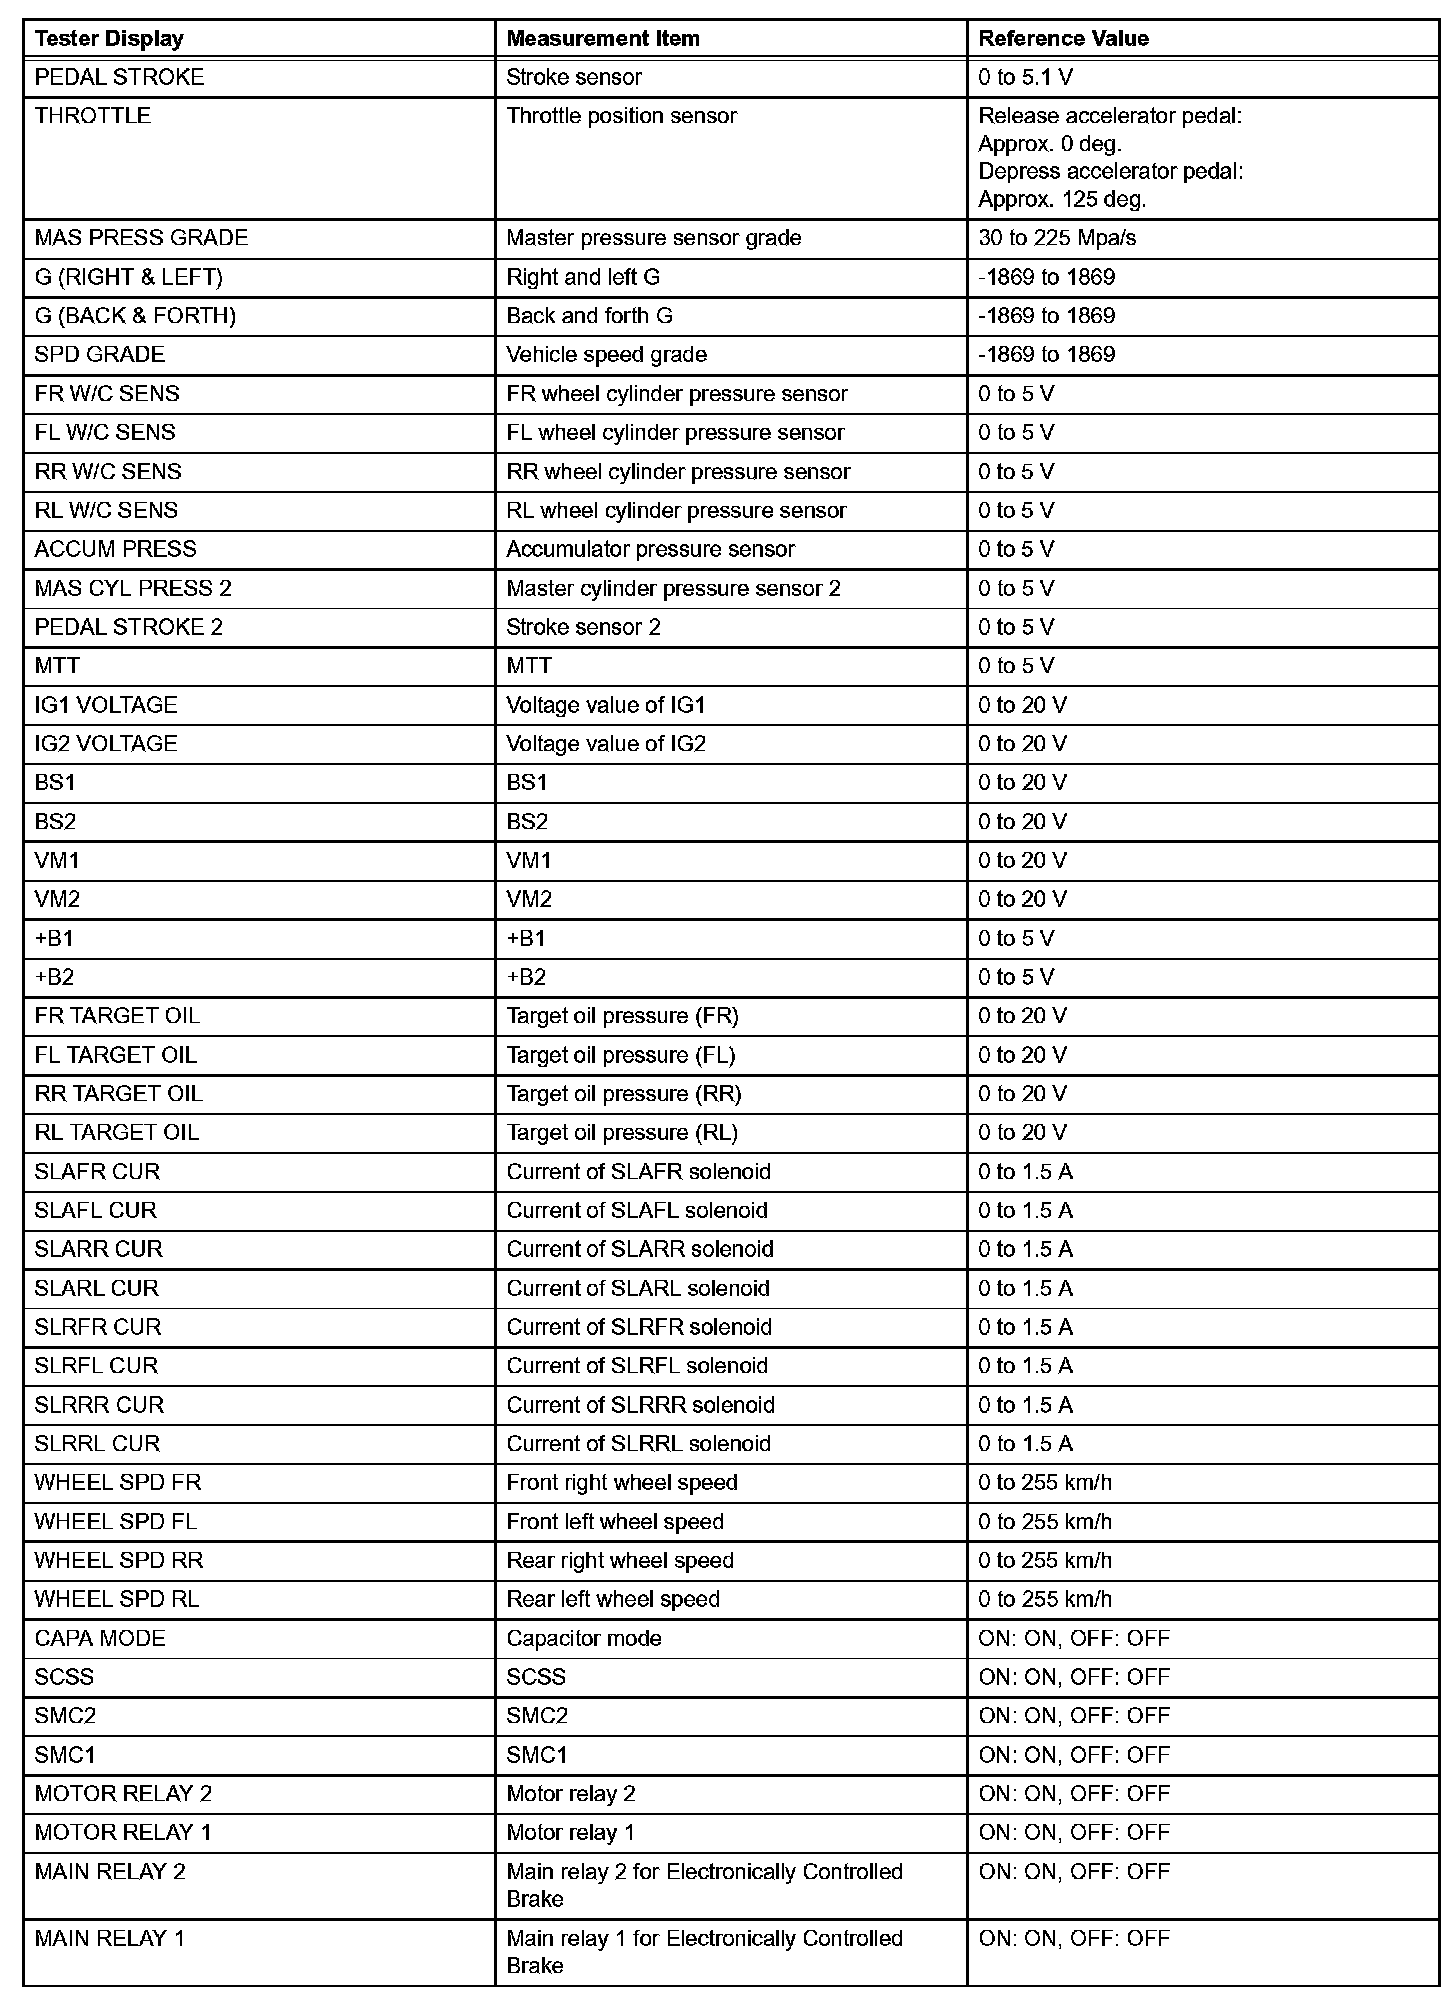 Tester Display Measurement Item Reference Value
PEDAL STROKE Stroke sensor 0 to 5.1 V
THROTTLE Throttle position sensor Release accelerator pedal:
Approx. 0 deg.
Depress accelerator pedal:
Approx. 125 deg.
MAS PRESS GRADE Master pressure sensor grade 30 to 225 Mpa/s
G (RIGHT & LEFT) Right and left G -1869 to 1869
G (BACK & FORTH) Back and forth G -1869 to 1869
SPD GRADE Vehicle speed grade -1869 to 1869
FR W/C SENS FR wheel cylinder pressure sensor 0 to 5 V
FL W/C SENS FL wheel cylinder pressure sensor 0 to 5 V
RR W/C SENS RR wheel cylinder pressure sensor 0 to 5 V
RL W/C SENS RL wheel cylinder pressure sensor 0 to 5 V
ACCUM PRESS Accumulator pressure sensor 0 to 5 V
MAS CYL PRESS 2 Master cylinder pressure sensor 2 0 to 5 V
PEDAL STROKE 2 Stroke sensor 2 0 to 5 V
MTT MTT 0 to 5 V
IG1 VOLTAGE Voltage value of IG1 0 to 20 V
IG2 VOLTAGE Voltage value of IG2 0 to 20 V
BS1 BS1 0 to 20 V
BS2 BS2 0 to 20 V
VM1 VM1 0 to 20 V
VM2 VM2 0 to 20 V
+B1 +B1 0 to 5 V
+B2 +B2 0 to 5 V
FR TARGET OIL Target oil pressure (FR) 0 to 20 V
FL TARGET OIL Target oil pressure (FL) 0 to 20 V
RR TARGET OIL Target oil pressure (RR) 0 to 20 V
RL TARGET OIL Target oil pressure (RL) 0 to 20 V
SLAFR CUR Current of SLAFR solenoid 0 to 1.5 A
SLAFL CUR Current of SLAFL solenoid 0 to 1.5 A
SLARR CUR Current of SLARR solenoid 0 to 1.5 A
SLARL CUR Current of SLARL solenoid 0 to 1.5 A
SLRFR CUR Current of SLRFR solenoid 0 to 1.5 A
SLRFL CUR Current of SLRFL solenoid 0 to 1.5 A
SLRRR CUR Current of SLRRR solenoid 0 to 1.5 A
SLRRL CUR Current of SLRRL solenoid 0 to 1.5 A
WHEEL SPD FR Front right wheel speed 0 to 255 km/h
WHEEL SPD FL Front left wheel speed 0 to 255 km/h
WHEEL SPD RR Rear right wheel speed 0 to 255 km/h
WHEEL SPD RL Rear left wheel speed 0 to 255 km/h
CAPA MODE Capacitor mode ON: ON, OFF: OFF
SCSS SCSS ON: ON, OFF: OFF
SMC2 SMC2 ON: ON, OFF: OFF
SMC1 SMC1 ON: ON, OFF: OFF
MOTOR RELAY 2 Motor relay 2 ON: ON, OFF: OFF
MOTOR RELAY 1 Motor relay 1 ON: ON, OFF: OFF
MAIN RELAY 2 Main relay 2 for Electronically Controlled ON: ON, OFF: OFF
Brake
MAIN RELAY 1 Main relay 1 for Electronically Controlled ON: ON, OFF: OFF
Brake